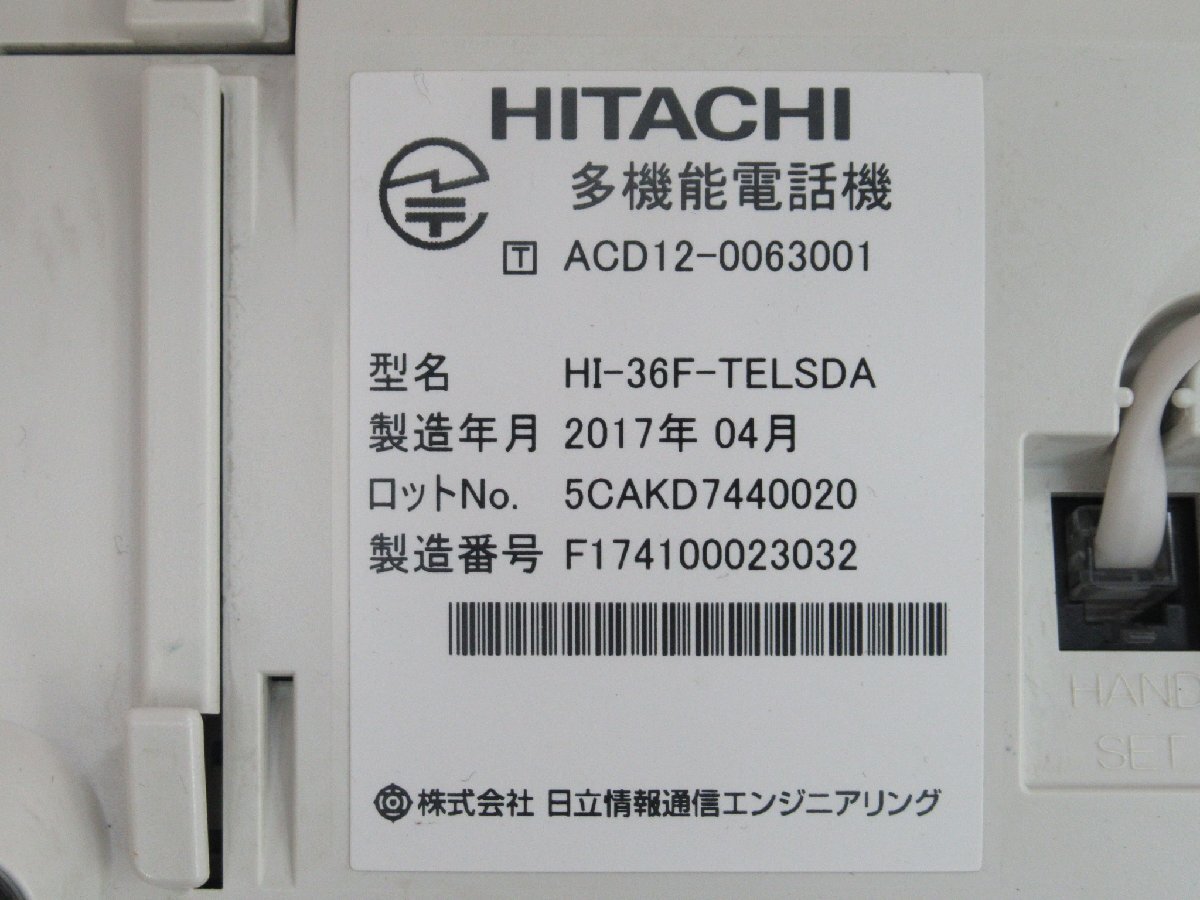 HITACHI
多機能電話機
T ACD12-0063001
型名 HI-36F-TELSDA
製造年月 2017年 04月
ロットNo. 5CAKD7440020
製造番号 F174100023032
株式会社 日立情報通信エンジニアリング
HAND
SET